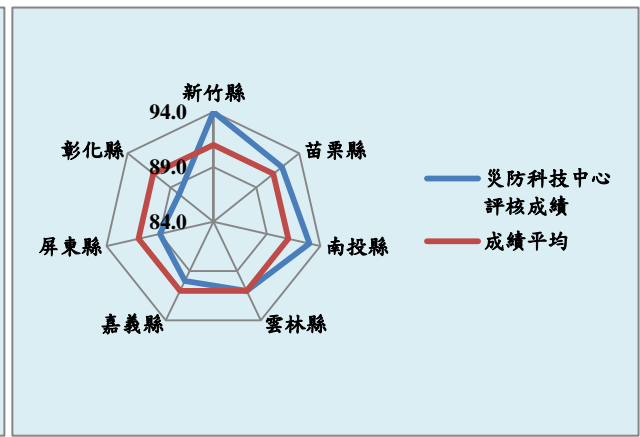 新竹縣
94.0
彰化縣
苗栗縣
89.0
災防科技中心
評核成績
84.0
屏東縣
南投縣
成績平均
嘉義縣
雲林縣